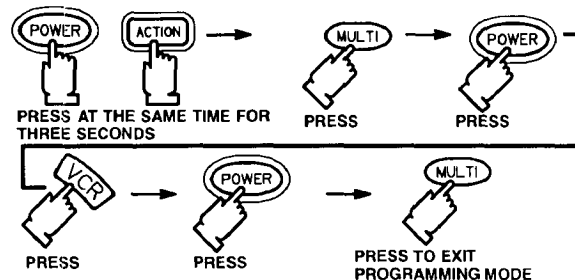 POWER ACTION MULTI POWER
PRESS AT THE SAME TIME FOR
THREE SECONDS
PRESS PRESS
VCR POWER MULTI
PRESS PRESS PRESS TO EXIT
PROGRAMMING MODE